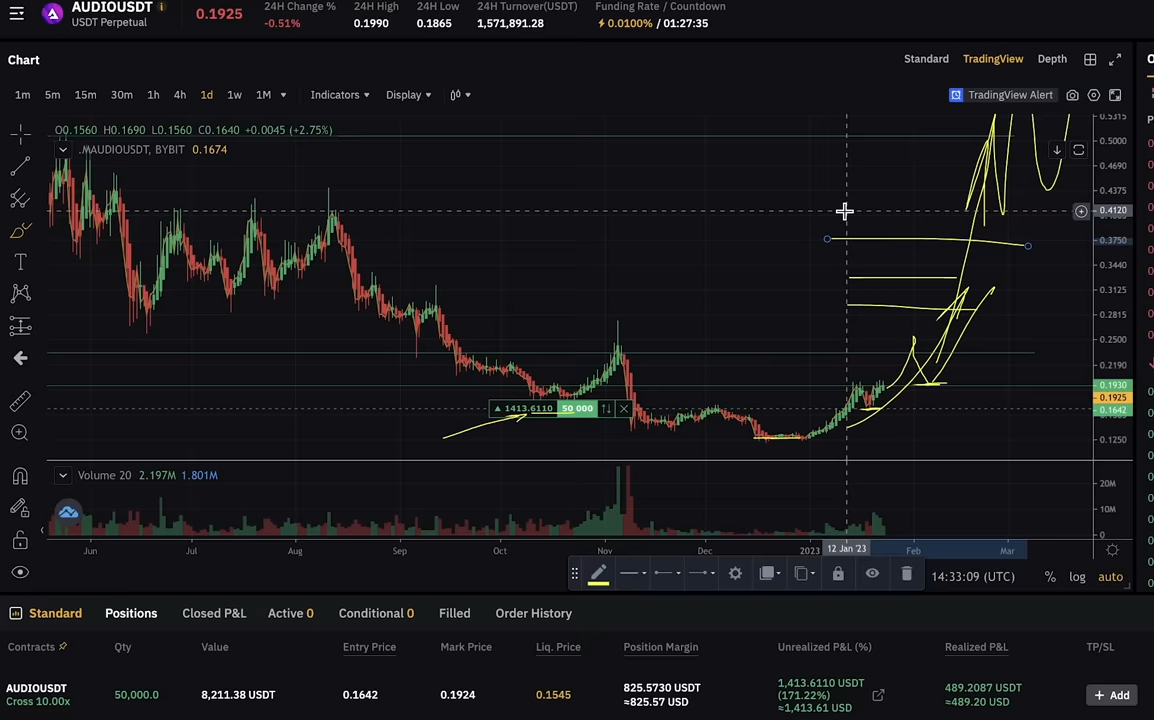 AUDIOUSDT
USDT Perpetual
0.1925
24H Change %
-0.51%
24H High
0.1990
24H Low
0.1865
24H Turnover(USDT)
1,571,891.28
Funding Rate / Countdown
0.0100% / 01:27:35
Chart
Standard TradingView Depth
1m 5m 15m 30m 1h 4h 1d 1w 1M Indicators Display
TradingView Alert
O0.1560 H0.1690 L0.1560 C0.1640 +0.0045 (+2.75%)
.MAUDIOUSDT, BYBIT 0.1674
0.5315
0.5000
0.4690
0.4375
0.4120
0.3750
0.3440
0.3125
0.2815
0.2500
0.2190
0.1930
0.1925
0.1642
0.1250
1413.6110 50 000
Volume 20 2.197M 1.801M
20M
10M
0
Jun Jul Aug Sep Oct Nov Dec 2023 12 Jan '23 Feb Mar
14:33:09 (UTC) % log auto
Standard Positions Closed P&L Active 0 Conditional 0 Filled Order History
Contracts Qty Value Entry Price Mark Price Liq. Price Position Margin Unrealized P&L (%) Realized P&L TP/SL
AUDIOUSDT
Cross 10.00x
50,000.0
8,211.38 USDT
0.1642
0.1924
0.1545
825.5730 USDT
≈825.57 USD
1,413.6110 USDT
(171.22%)
≈1,413.61 USD
489.2087 USDT
≈489.20 USD
+ Add